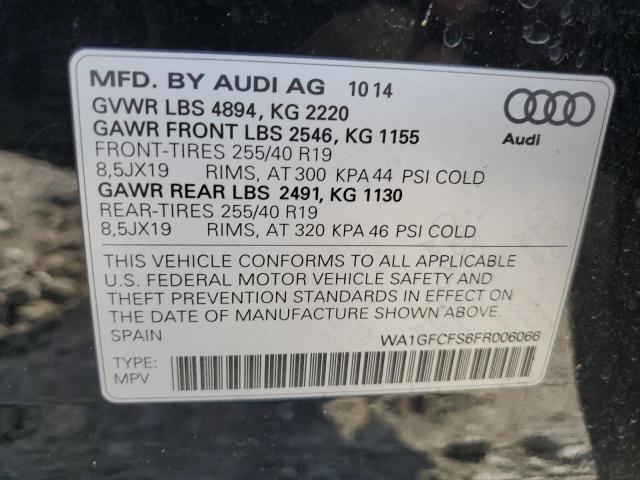 MFD. BY AUDI AG 10 14
GVWR LBS 4894, KG 2220
GAWR FRONT LBS 2546, KG 1155
FRONT-TIRES 255/40 R19
8,5JX19 RIMS, AT 300 KPA 44 PSI COLD
GAWR REAR LBS 2491, KG 1130
REAR-TIRES 255/40 R19
8,5JX19 RIMS, AT 320 KPA 46 PSI COLD
Audi
THIS VEHICLE CONFORMS TO ALL APPLICABLE
U.S. FEDERAL MOTOR VEHICLE SAFETY AND
THEFT PREVENTION STANDARDS IN EFFECT ON
THE DATE OF MANUFACTURE SHOWN ABOVE.
SPAIN WA1GFCFS6FR006066
TYPE:
MPV